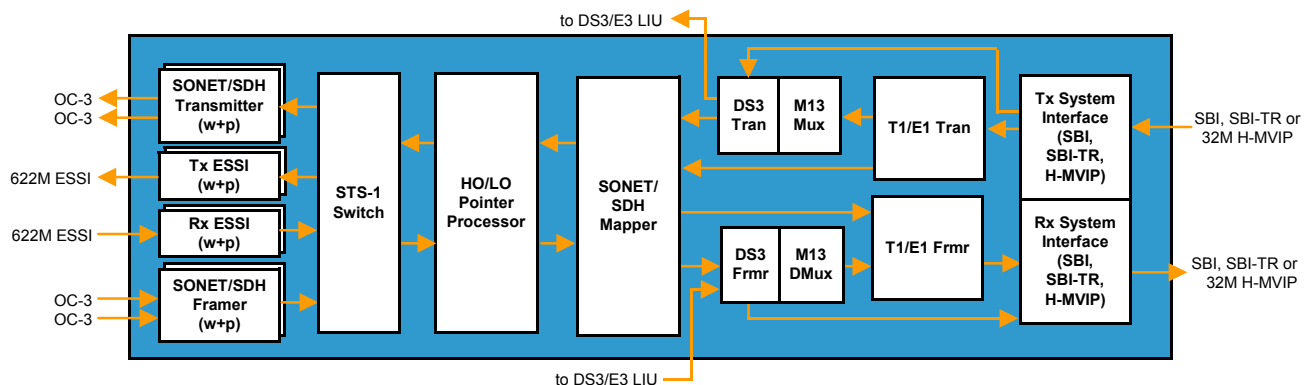 to DS3/E3 LIU
SONET/SDH
Transmitter
(w+p)
OC-3
OC-3
Tx ESSI
(w+p)
622M ESSI
Rx ESSI
(w+p)
622M ESSI
SONET/SDH
Framer
(w+p)
OC-3
OC-3
STS-1
Switch
HO/LO
Pointer
Processor
SONET/
SDH
Mapper
DS3
Tran
M13
Mux
T1/E1 Tran
Tx System
Interface
(SBI,
SBI-TR,
H-MVIP)
SBI, SBI-TR or
32M H-MVIP
DS3
Frmr
M13
DMux
T1/E1 Frmr
Rx System
Interface
(SBI,
SBI-TR,
H-MVIP)
SBI, SBI-TR or
32M H-MVIP
to DS3/E3 LIU